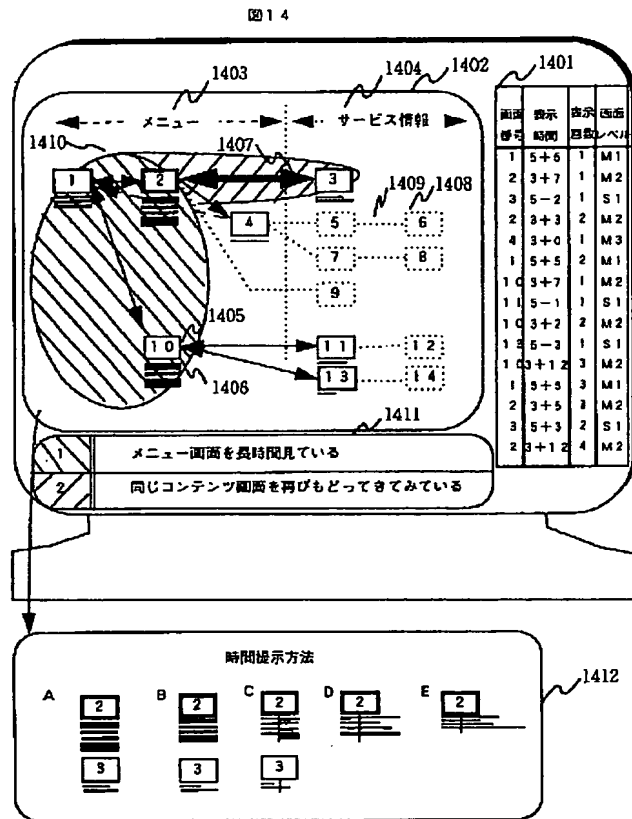 図14
1403
1404
1402
1401
メニュー
サービス情報
1410
1407
1409
1408
1
2
3
4
5
6
7
8
9
1405
10
11
12
13
14
1406
1411
画面番号 表示時間 表示回数 画面レベル
1 5+6 1 M1
2 3+7 1 M2
3 5-2 1 S1
2 3+3 2 M2
4 3+0 1 M3
1 5+5 2 M1
10 3+7 1 M2
11 5-1 1 S1
10 3+2 2 M2
13 5-3 1 S1
10 3+12 3 M2
1 5+5 3 M1
2 3+5 3 M2
3 5+3 2 S1
2 3+12 4 M2
1 メニュー画面を長時間見ている
2 同じコンテンツ画面を再びもどってきてみている
時間提示方法
1412
A B C D E
2 2 2 2 2
3 3 3